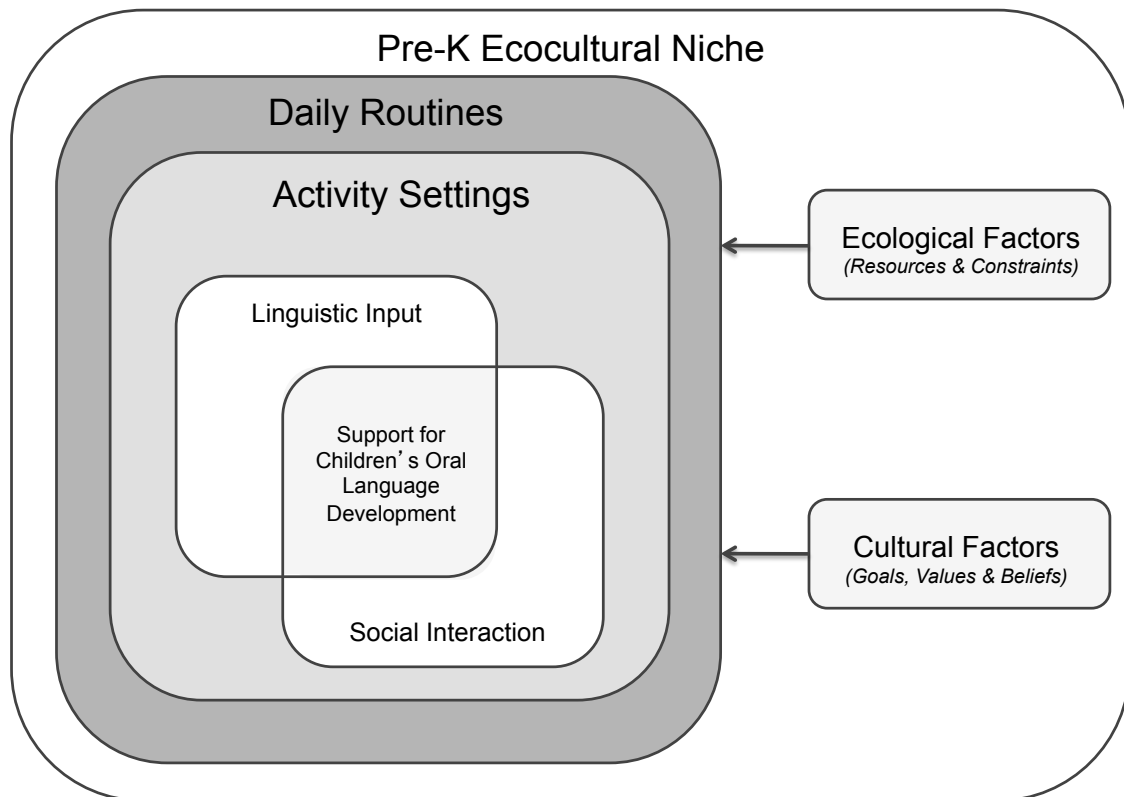 Pre-K Ecocultural Niche
Daily Routines
Activity Settings
Linguistic Input
Support for
Children’s Oral
Language
Development
Social Interaction
Ecological Factors
(Resources & Constraints)
Cultural Factors
(Goals, Values & Beliefs)